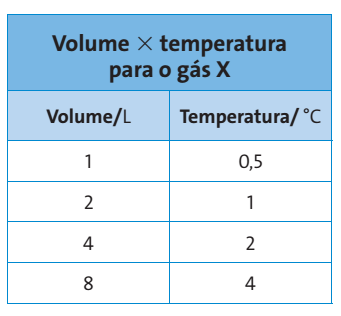 Volume × temperatura
para o gás X
Volume/L Temperatura/°C
1 0,5
2 1
4 2
8 4